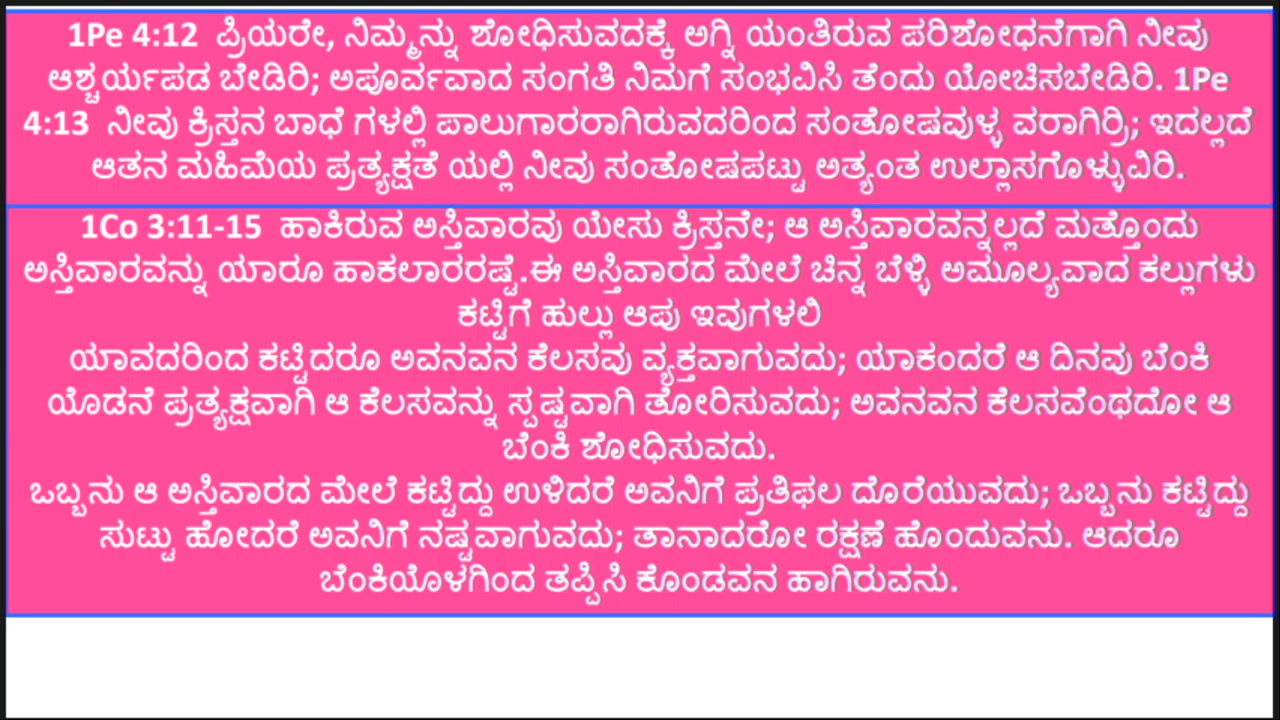 1Pe 4:12 ಪ್ರಿಯರೇ, ನಿಮ್ಮನ್ನು ಶೋಧಿಸುವದಕ್ಕೆ ಅಗ್ನಿ ಯಂತಿರುವ ಪರಿಶೋಧನೆಗಾಗಿ ನೀವು
ಆಶ್ಚರ್ಯಪಡ ಬೇಡಿರಿ; ಅಪೂರ್ವವಾದ ಸಂಗತಿ ನಿಮಗೆ ಸಂಭವಿಸಿ ತೆಂದು ಯೋಚಿಸಬೇಡಿರಿ. 1Pe
4:13 ನೀವು ಕ್ರಿಸ್ತನ ಬಾಧೆ ಗಳಲ್ಲಿ ಪಾಲುಗಾರರಾಗಿರುವದರಿಂದ ಸಂತೋಷವುಳ್ಳ ವರಾಗಿರ್ರಿ; ಇದಲ್ಲದೆ
ಆತನ ಮಹಿಮೆಯ ಪ್ರತ್ಯಕ್ಷತೆ ಯಲ್ಲಿ ನೀವು ಸಂತೋಷಪಟ್ಟು ಅತ್ಯಂತ ಉಲ್ಲಾಸಗೊಳ್ಳುವಿರಿ.
1Co 3:11-15 ಹಾಕಿರುವ ಅಸ್ತಿವಾರವು ಯೇಸು ಕ್ರಿಸ್ತನೇ; ಆ ಅಸ್ತಿವಾರವನ್ನಲ್ಲದೆ ಮತ್ತೊಂದು
ಅಸ್ತಿವಾರವನ್ನು ಯಾರೂ ಹಾಕಲಾರರಷ್ಟೆ.ಈ ಅಸ್ತಿವಾರದ ಮೇಲೆ ಚಿನ್ನ ಬೆಳ್ಳಿ ಅಮೂಲ್ಯವಾದ ಕಲ್ಲುಗಳು
ಕಟ್ಟಿಗೆ ಹುಲ್ಲು ಆಪು ಇವುಗಳಲಿ
ಯಾವದರಿಂದ ಕಟ್ಟಿದರೂ ಅವನವನ ಕೆಲಸವು ವ್ಯಕ್ತವಾಗುವದು; ಯಾಕಂದರೆ ಆ ದಿನವು ಬೆಂಕಿ
ಯೊಡನೆ ಪ್ರತ್ಯಕ್ಷವಾಗಿ ಆ ಕೆಲಸವನ್ನು ಸ್ಪಷ್ಟವಾಗಿ ತೋರಿಸುವದು; ಅವನವನ ಕೆಲಸವೆಂಥದೋ ಆ
ಬೆಂಕಿ ಶೋಧಿಸುವದು.
ಒಬ್ಬನು ಆ ಅಸ್ತಿವಾರದ ಮೇಲೆ ಕಟ್ಟಿದ್ದು ಉಳಿದರೆ ಅವನಿಗೆ ಪ್ರತಿಫಲ ದೊರೆಯುವದು; ಒಬ್ಬನು ಕಟ್ಟಿದ್ದು
ಸುಟ್ಟು ಹೋದರೆ ಅವನಿಗೆ ನಷ್ಟವಾಗುವದು; ತಾನಾದರೋ ರಕ್ಷಣೆ ಹೊಂದುವನು. ಆದರೂ
ಬೆಂಕಿಯೊಳಗಿಂದ ತಪ್ಪಿಸಿ ಕೊಂಡವನ ಹಾಗಿರುವನು.